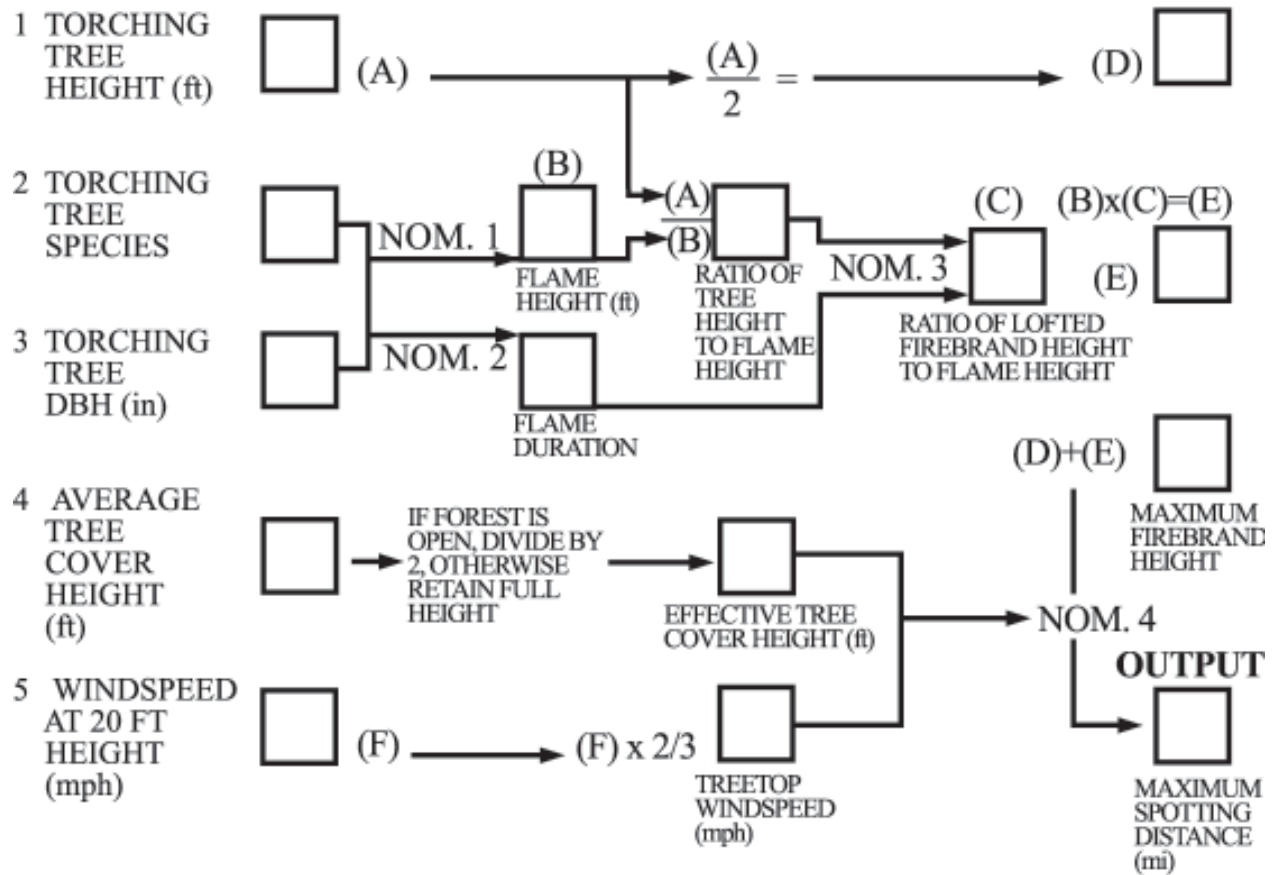 1 TORCHING
TREE
HEIGHT (ft)
(A)
(A)
2
=
(D)
2 TORCHING
TREE
SPECIES
NOM. 1
(B)
FLAME
HEIGHT (ft)
(A)
(B)
RATIO OF
TREE
HEIGHT
TO FLAME
HEIGHT
NOM. 3
(C)
RATIO OF LOFTED
FIREBRAND HEIGHT
TO FLAME HEIGHT
(B)x(C)=(E)
(E)
3 TORCHING
TREE
DBH (in)
NOM. 2
FLAME
DURATION
(D)+(E)
MAXIMUM
FIREBRAND
HEIGHT
4 AVERAGE
TREE
COVER
HEIGHT
(ft)
IF FOREST IS
OPEN, DIVIDE BY
2, OTHERWISE
RETAIN FULL
HEIGHT
EFFECTIVE TREE
COVER HEIGHT (ft)
NOM. 4
5 WINDSPEED
AT 20 FT
HEIGHT
(mph)
(F)
(F) x 2/3
TREETOP
WINDSPEED
(mph)
OUTPUT
MAXIMUM
SPOTTING
DISTANCE
(mi)